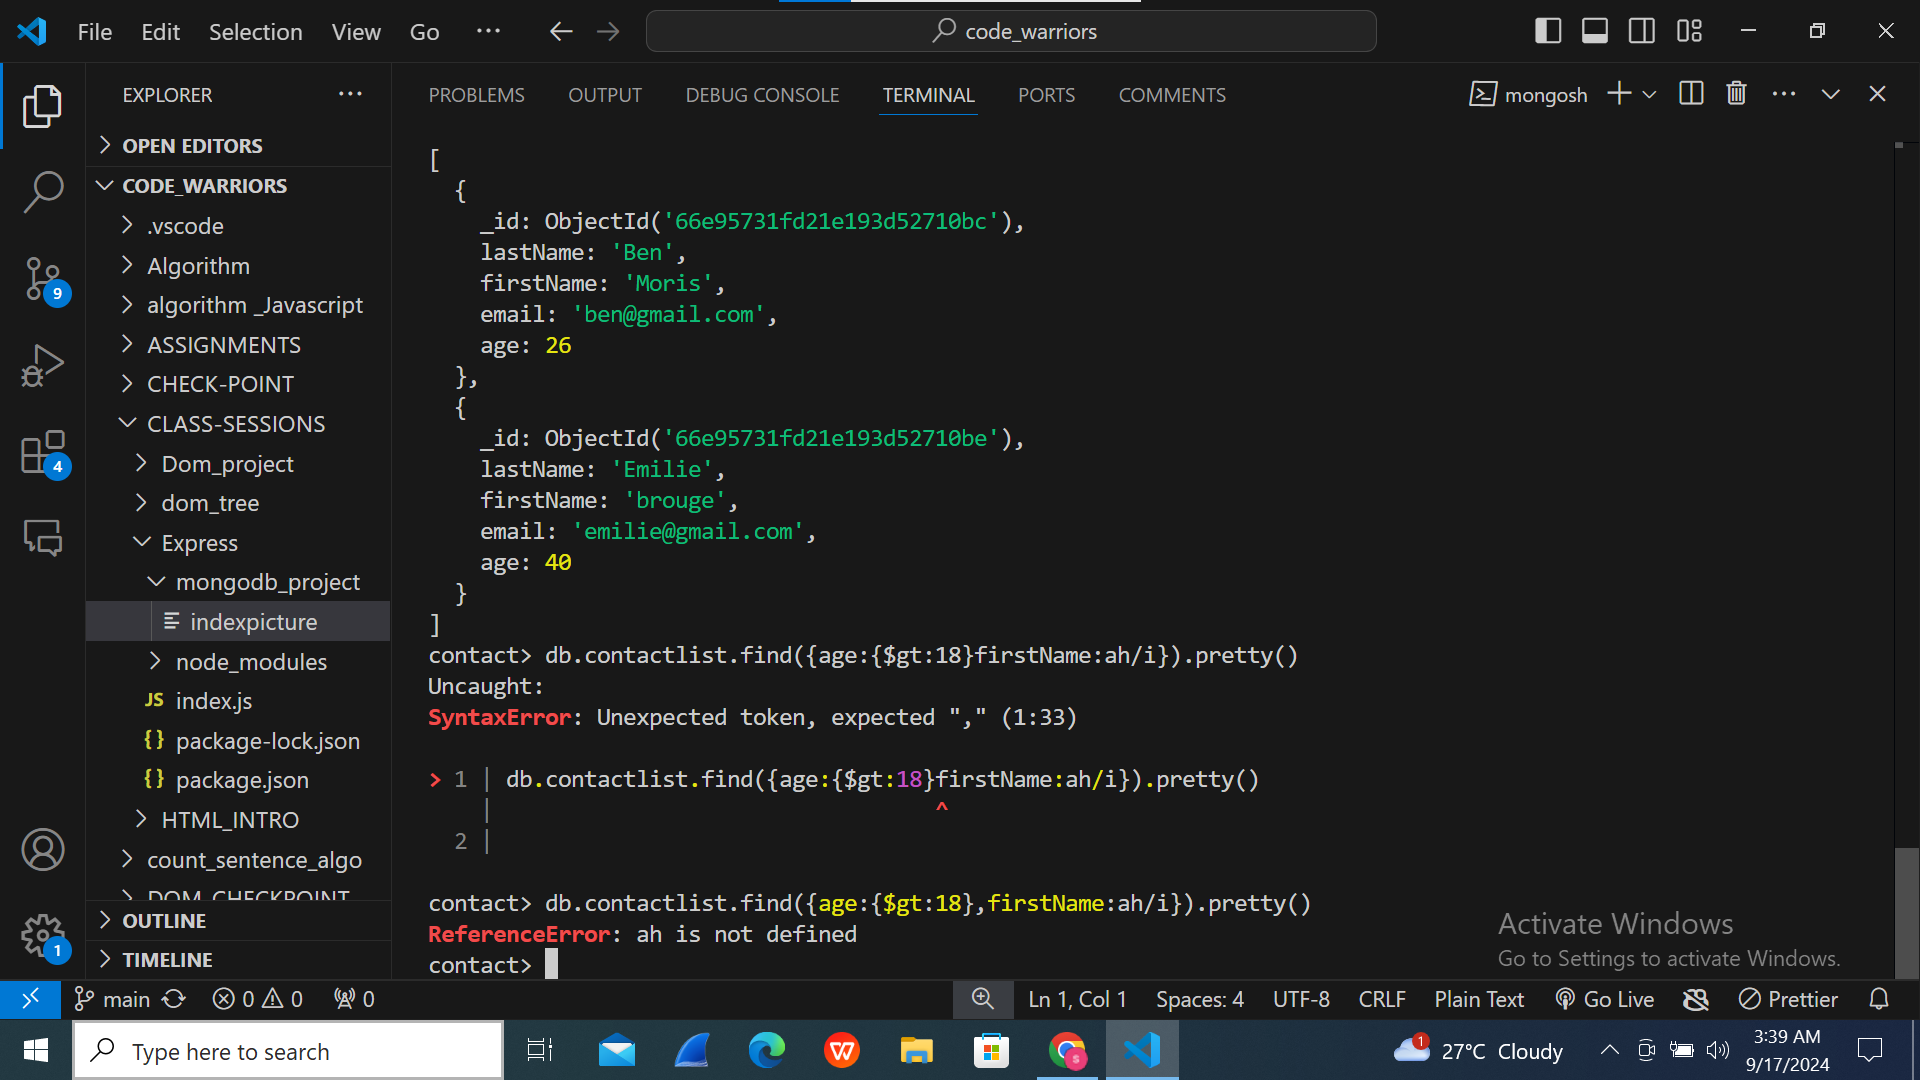 File Edit Selection View Go ··· code_warriors
EXPLORER ···
OPEN EDITORS
CODE_WARRIORS
.vscode
Algorithm
9
algorithm _Javascript
ASSIGNMENTS
CHECK-POINT
CLASS-SESSIONS
4
Dom_project
dom_tree
Express
mongodb_project
indexpicture
node_modules
JS index.js
{} package-lock.json
{} package.json
HTML_INTRO
count_sentence_algo
DOM_CHECKPOINT
OUTLINE
1
TIMELINE
PROBLEMS OUTPUT DEBUG CONSOLE TERMINAL PORTS COMMENTS mongosh
[
{
_id: ObjectId('66e95731fd21e193d52710bc'),
lastName: 'Ben',
firstName: 'Moris',
email: 'ben@gmail.com',
age: 26
},
{
_id: ObjectId('66e95731fd21e193d52710be'),
lastName: 'Emilie',
firstName: 'brouge',
email: 'emilie@gmail.com',
age: 40
}
]
contact> db.contactlist.find({age:{$gt:18}firstName:ah/i}).pretty()
Uncaught:
SyntaxError: Unexpected token, expected "," (1:33)
> 1 | db.contactlist.find({age:{$gt:18}firstName:ah/i}).pretty()
| ^
2 |
contact> db.contactlist.find({age:{$gt:18},firstName:ah/i}).pretty()
ReferenceError: ah is not defined
contact>
Activate Windows
Go to Settings to activate Windows.
main 0 0 0 Ln 1, Col 1 Spaces: 4 UTF-8 CRLF Plain Text Go Live Prettier
Type here to search
W
s
1
27°C Cloudy
3:39 AM
9/17/2024